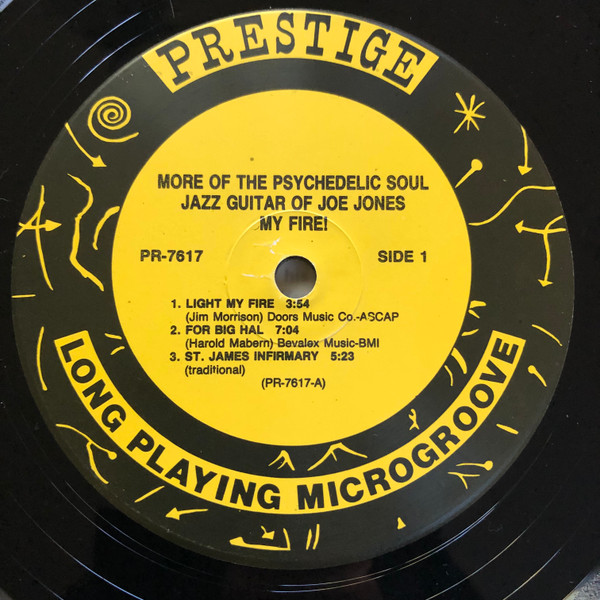 PRESTIGE
MORE OF THE PSYCHEDELIC SOUL
JAZZ GUITAR OF JOE JONES
MY FIRE!
PR-7617 SIDE 1
1. LIGHT MY FIRE 3:54
(Jim Morrison) Doors Music Co.-ASCAP
2. FOR BIG HAL 7:04
(Harold Mabern) Bevalex Music-BMI
3. ST. JAMES INFIRMARY 5:23
(traditional)
(PR-7617-A)
LONG PLAYING MICROGROOVE